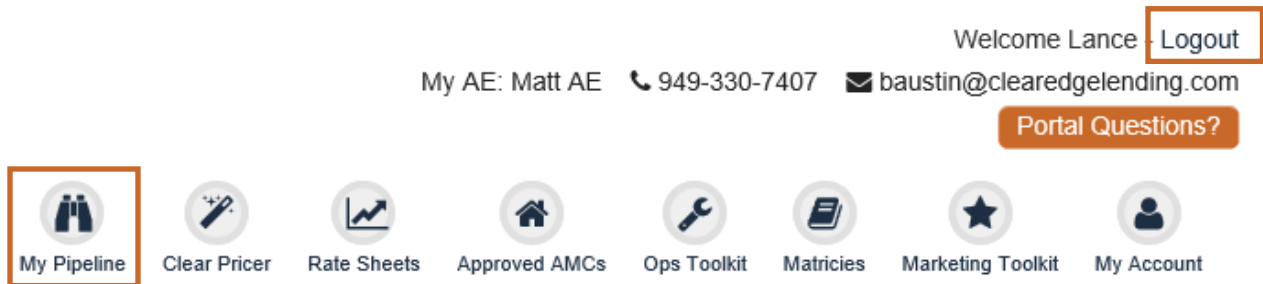 Welcome Lance - Logout
My AE: Matt AE 949-330-7407 baustin@clearedgelending.com
Portal Questions?
My Pipeline Clear Pricer Rate Sheets Approved AMCs Ops Toolkit Matricies Marketing Toolkit My Account